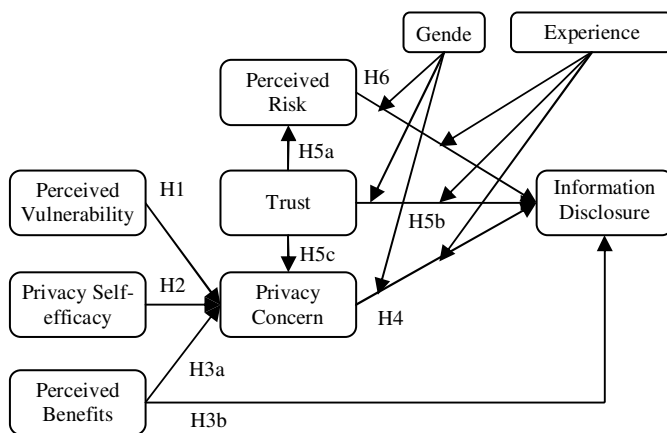 Gende
Experience
Perceived
Risk
H6
H5a
Perceived
Vulnerability
H1
Trust
H5b
Information
Disclosure
H5c
Privacy Self-
efficacy
H2
Privacy
Concern
H4
H3a
Perceived
Benefits
H3b